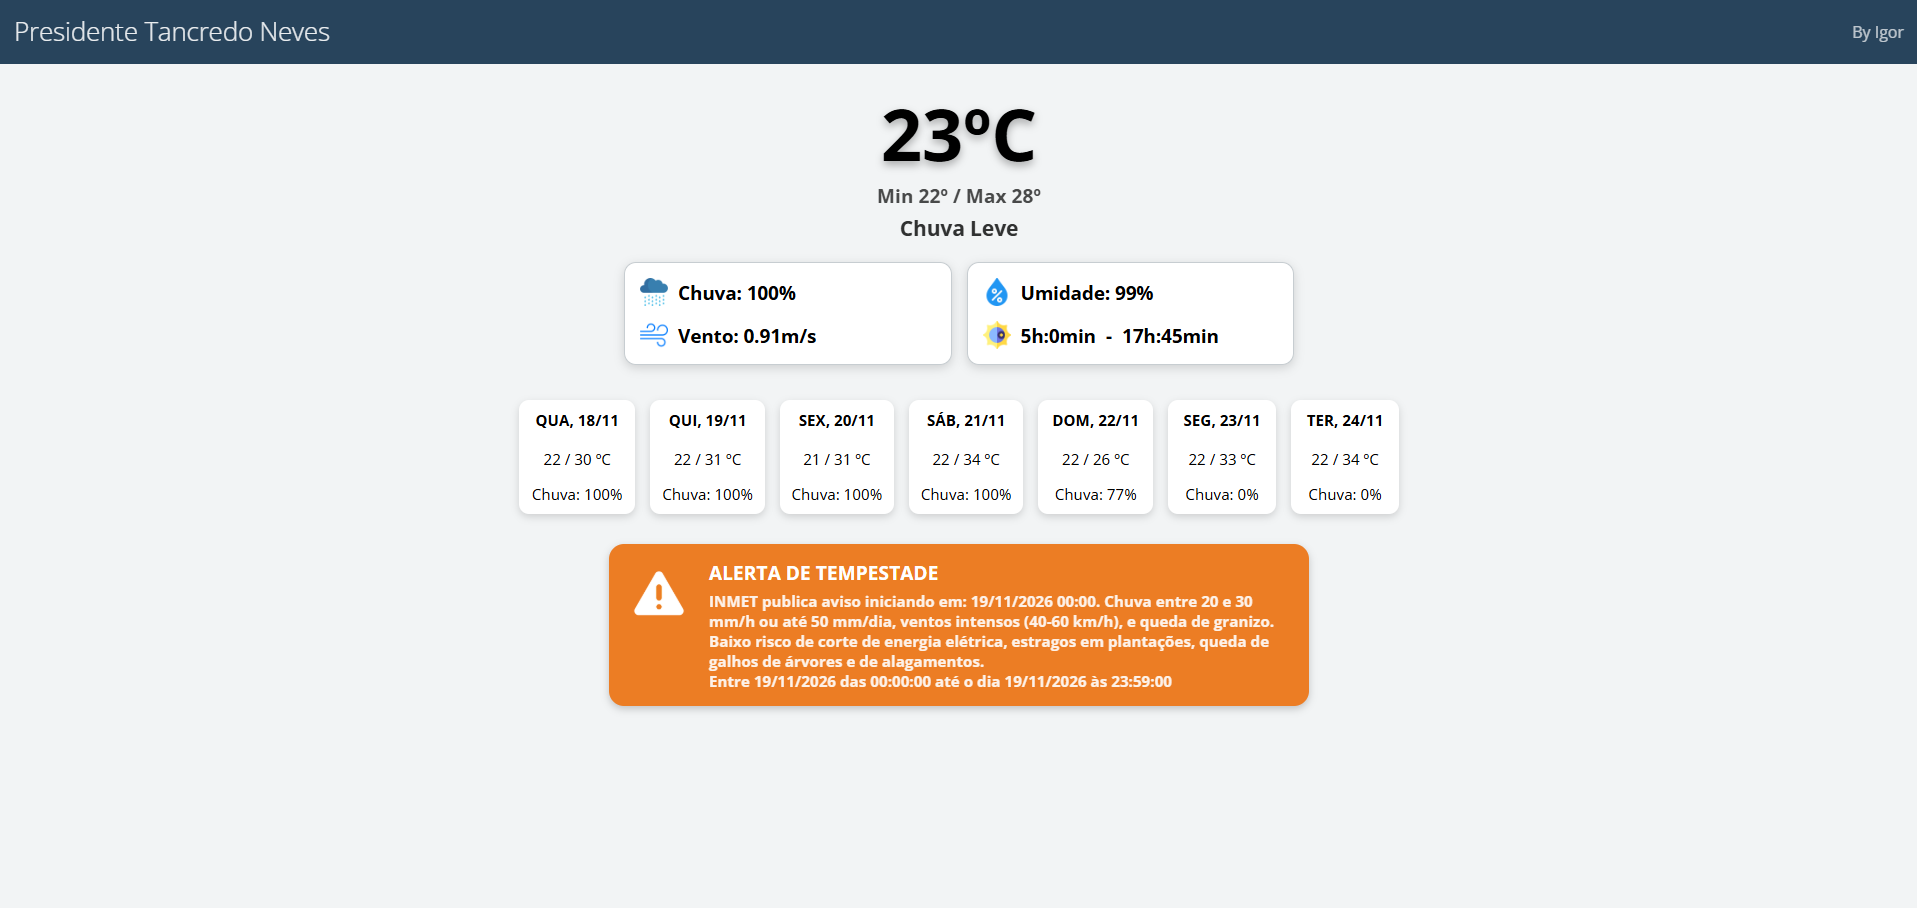 Presidente Tancredo Neves
By Igor
23°C
Min 22° / Max 28°
Chuva Leve
Chuva: 100%
Vento: 0.91m/s
Umidade: 99%
5h:0min - 17h:45min
QUA, 18/11
22 / 30 °C
Chuva: 100%
QUI, 19/11
22 / 31 °C
Chuva: 100%
SEX, 20/11
21 / 31 °C
Chuva: 100%
SÁB, 21/11
22 / 34 °C
Chuva: 100%
DOM, 22/11
22 / 26 °C
Chuva: 77%
SEG, 23/11
22 / 33 °C
Chuva: 0%
TER, 24/11
22 / 34 °C
Chuva: 0%
ALERTA DE TEMPESTADE
INMET publica aviso iniciando em: 19/11/2026 00:00. Chuva entre 20 e 30
mm/h ou até 50 mm/dia, ventos intensos (40-60 km/h), e queda de granizo.
Baixo risco de corte de energia elétrica, estragos em plantações, queda de
galhos de árvores e de alagamentos.
Entre 19/11/2026 das 00:00:00 até o dia 19/11/2026 às 23:59:00